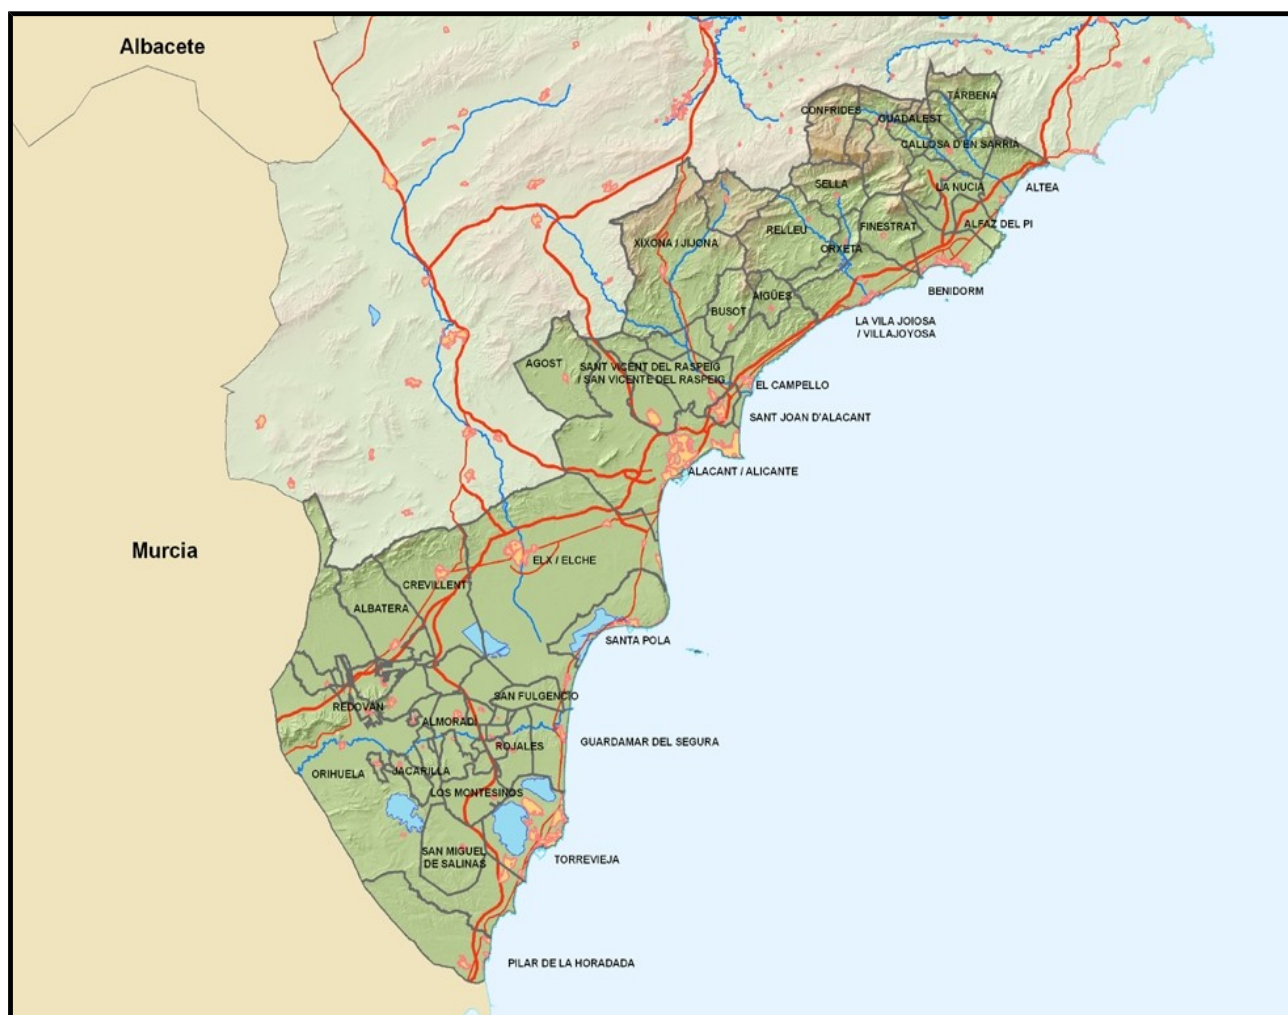 Albacete
TÀRBENA
CONFRIDES
GUADALEST
CALLOSA D'EN SARRIA
SELLA
LA NUCIA
ALTEA
RELLEU
FINESTRAT
ALFAZ DEL PI
XIXONA / JIJONA
ORXETA
BENIDORM
AIGÜES
BUSOT
LA VILA JOIOSA
/ VILLAJOYOSA
AGOST
SANT VICENT DEL RASPEIG
/ SAN VICENTE DEL RASPEIG
EL CAMPELLO
SANT JOAN D'ALACANT
ALACANT / ALICANTE
Murcia
ELX / ELCHE
CREVILLENT
ALBATERA
SANTA POLA
SAN FULGENCIO
REDOVÁN
ALMORADÍ
GUARDAMAR DEL SEGURA
ROJALES
ORIHUELA
JACARILLA
LOS MONTESINOS
SAN MIGUEL
DE SALINAS
TORREVIEJA
PILAR DE LA HORADADA